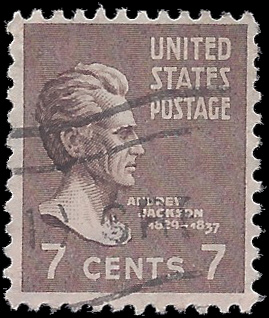 UNITED
STATES
POSTAGE
ANDREW
JACKSON
1829-1837
7 CENTS 7